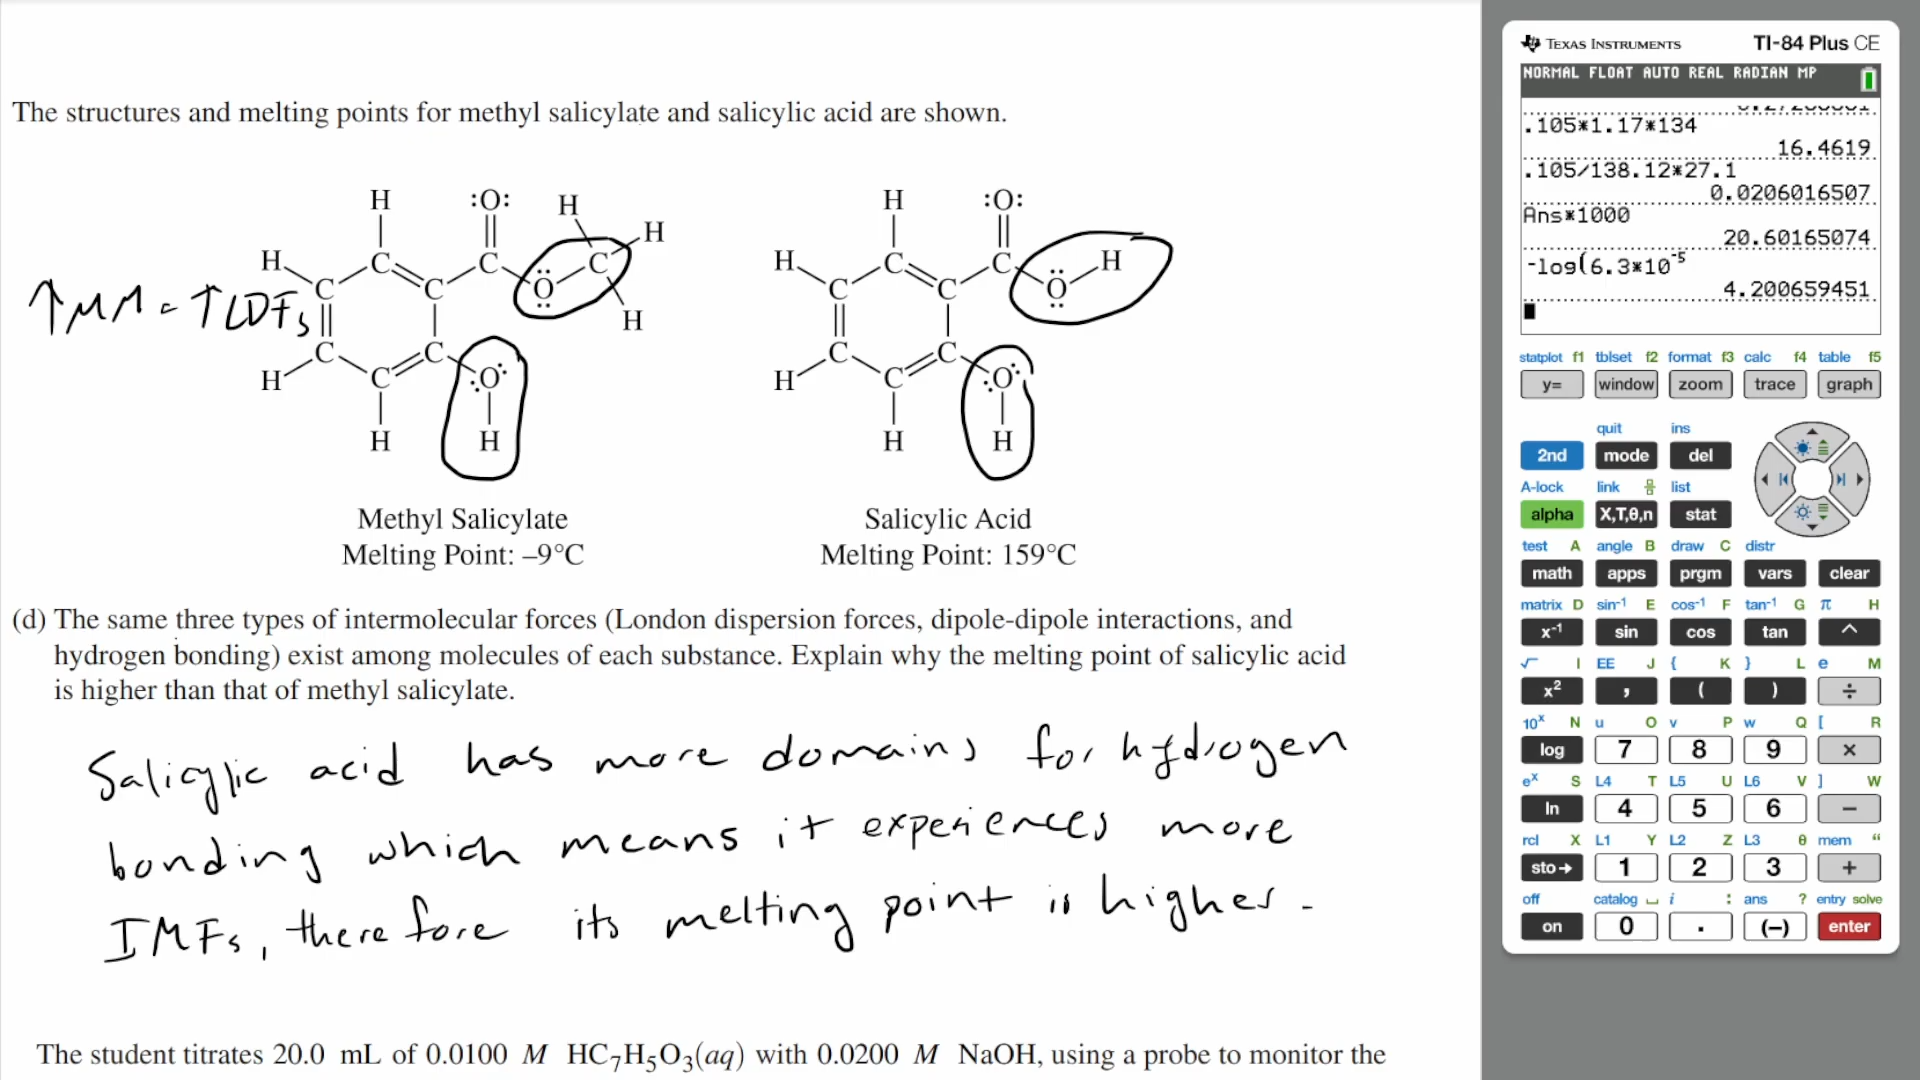 The structures and melting points for methyl salicylate and salicylic acid are shown.
↑MM = ↑LDFs
H :O: H H
H C C O C
C C H
C C O
H C H
H H
H :O:
H C C H
C C O
C C O
H C
H H
Methyl Salicylate
Melting Point: –9°C
Salicylic Acid
Melting Point: 159°C
(d) The same three types of intermolecular forces (London dispersion forces, dipole-dipole interactions, and
hydrogen bonding) exist among molecules of each substance. Explain why the melting point of salicylic acid
is higher than that of methyl salicylate.
Salicylic acid has more domains for hydrogen
bonding which means it experiences more
IMFs, therefore its melting point is higher.
The student titrates 20.0 mL of 0.0100 M HC₇H₅O₃(aq) with 0.0200 M NaOH, using a probe to monitor the
TEXAS INSTRUMENTS TI-84 Plus CE
NORMAL FLOAT AUTO REAL RADIAN MP
.105*1.17*134
16.4619
.105/138.12*27.1
0.0206016507
Ans*1000
20.60165074
-log(6.3*10⁻⁵
4.200659451
statplot f1 tblset f2 format f3 calc f4 table f5
y= window zoom trace graph
quit ins
2nd mode del
A-lock link list
alpha X,T,θ,n stat
test A angle B draw C distr
math apps prgm vars clear
matrix D sin⁻¹ E cos⁻¹ F tan⁻¹ G π H
x⁻¹ sin cos tan ^
√ I EE J { K } L e M
x² , ( ) ÷
10ˣ N u O v P w Q [ R
log 7 8 9 ×
eˣ S L4 T L5 U L6 V ] W
ln 4 5 6 −
rcl X L1 Y L2 Z L3 θ mem "
sto→ 1 2 3 +
off catalog i : ans ? entry solve
on 0 . (−) enter